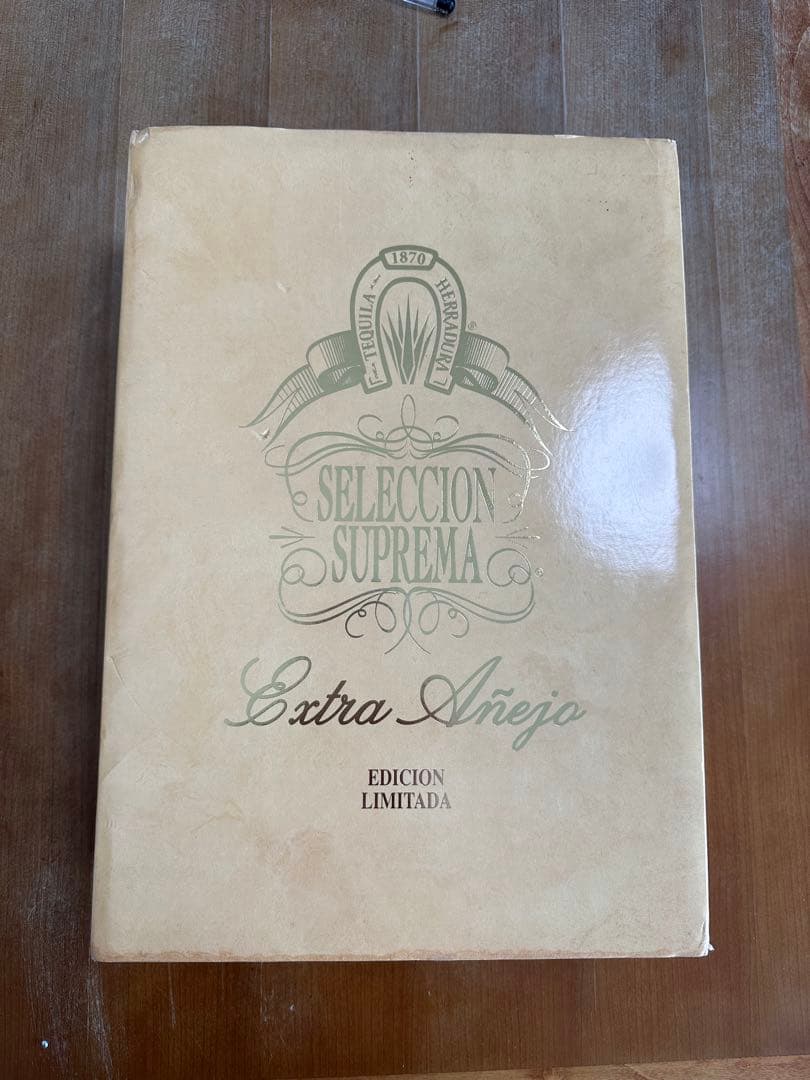 1870
TEQUILA HERRADURA
SELECCION
SUPREMA
Extra Añejo
EDICION
LIMITADA